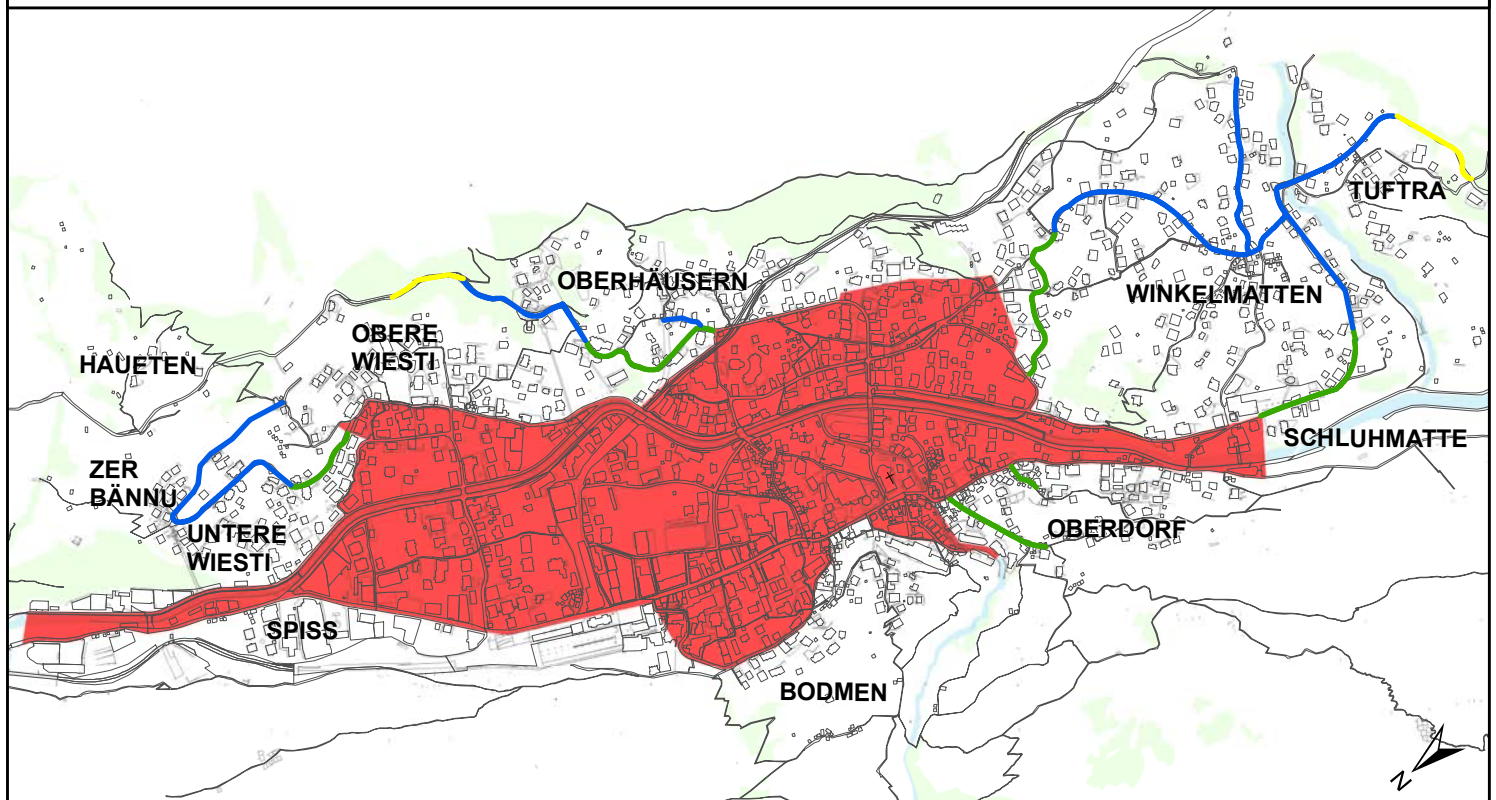 TUFTRA
OBERHÄUSERN
WINKELMATTEN
OBERE
WIESTI
HAUETEN
SCHLUHMATTE
ZER
BÄNNU
UNTERE
WIESTI
OBERDORF
SPISS
BODMEN
N